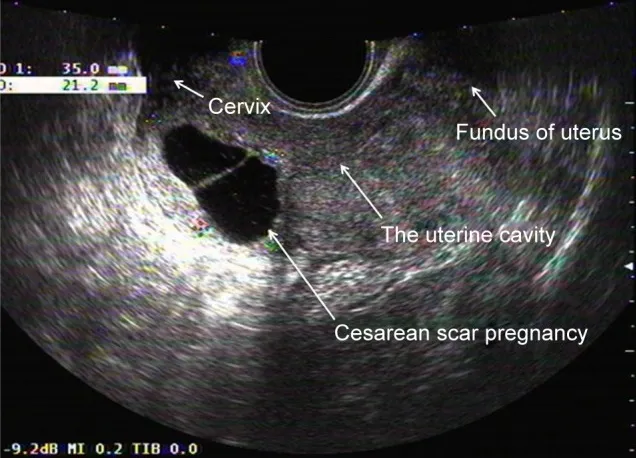 D 1: 35.0 mm
D: 21.2 mm
Cervix
Fundus of uterus
The uterine cavity
Cesarean scar pregnancy
-9.2dB MI 0.2 TIB 0.0